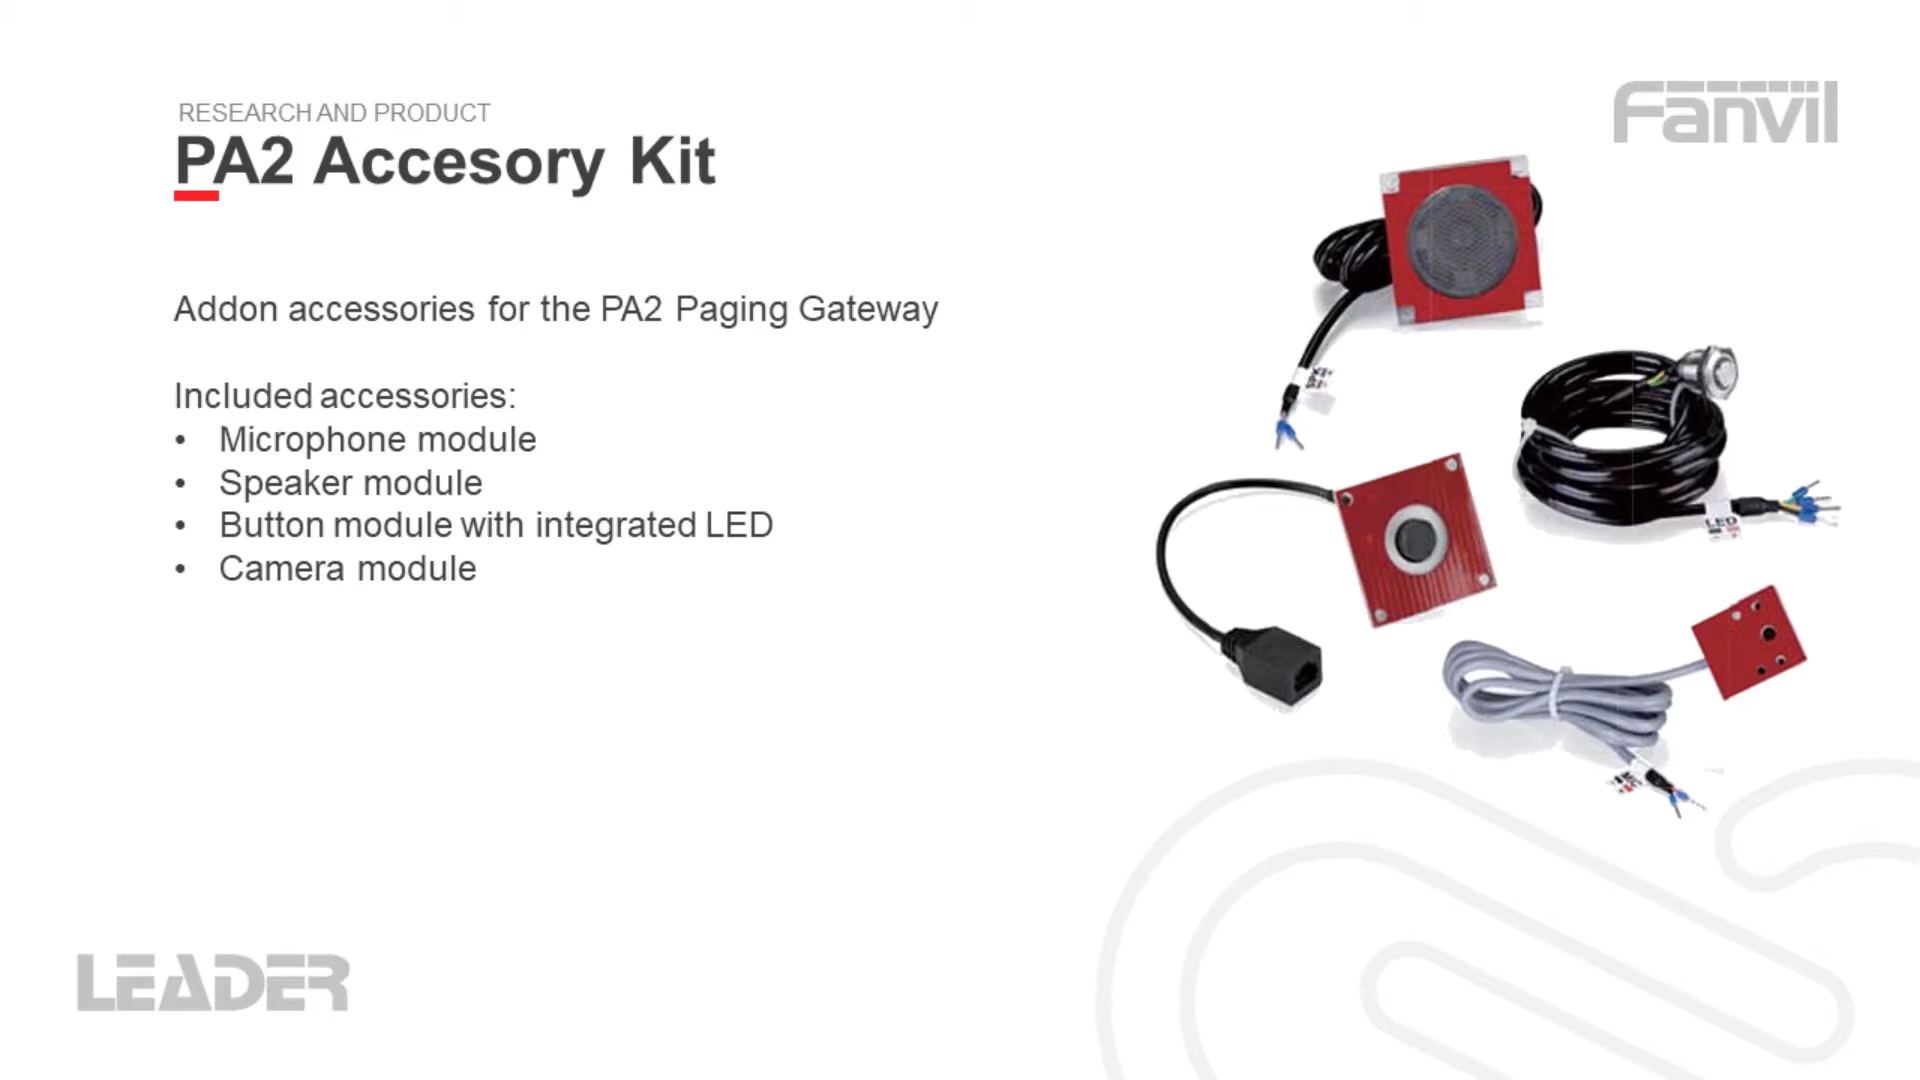 RESEARCH AND PRODUCT
PA2 Accesory Kit
Fanvil
Addon accessories for the PA2 Paging Gateway
Included accessories:
• Microphone module
• Speaker module
• Button module with integrated LED
• Camera module
LED
MIC
LEADER